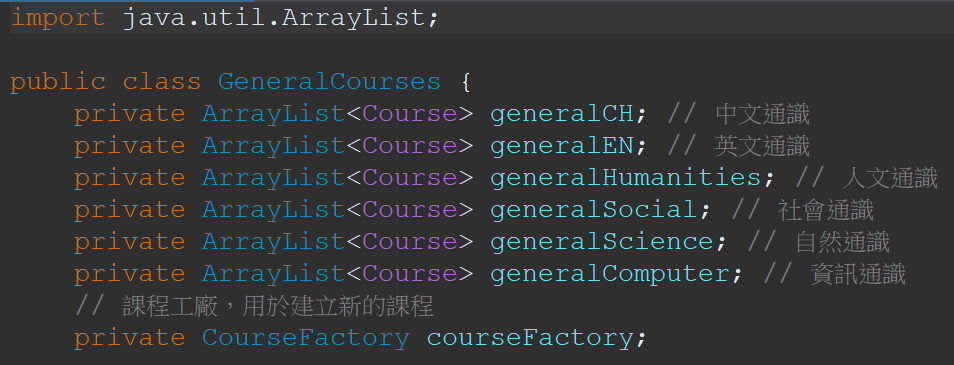 import java.util.ArrayList;
public class GeneralCourses {
private ArrayList<Course> generalCH; // 中文通識
private ArrayList<Course> generalEN; // 英文通識
private ArrayList<Course> generalHumanities; // 人文通識
private ArrayList<Course> generalSocial; // 社會通識
private ArrayList<Course> generalScience; // 自然通識
private ArrayList<Course> generalComputer; // 資訊通識
// 課程工廠，用於建立新的課程
private CourseFactory courseFactory;